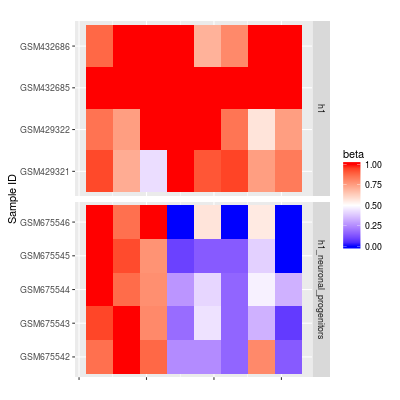 GSM432686
GSM432685
GSM429322
GSM429321
h1
GSM675546
GSM675545
GSM675544
GSM675543
GSM675542
h1_neuronal_progenitors
Sample ID
beta
1.00
0.75
0.50
0.25
0.00